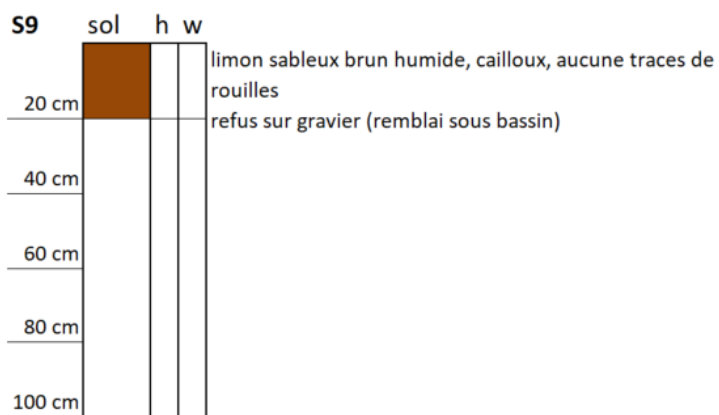 S9 sol h w
limon sableux brun humide, cailloux, aucune traces de
rouilles
20 cm
refus sur gravier (remblai sous bassin)
40 cm
60 cm
80 cm
100 cm